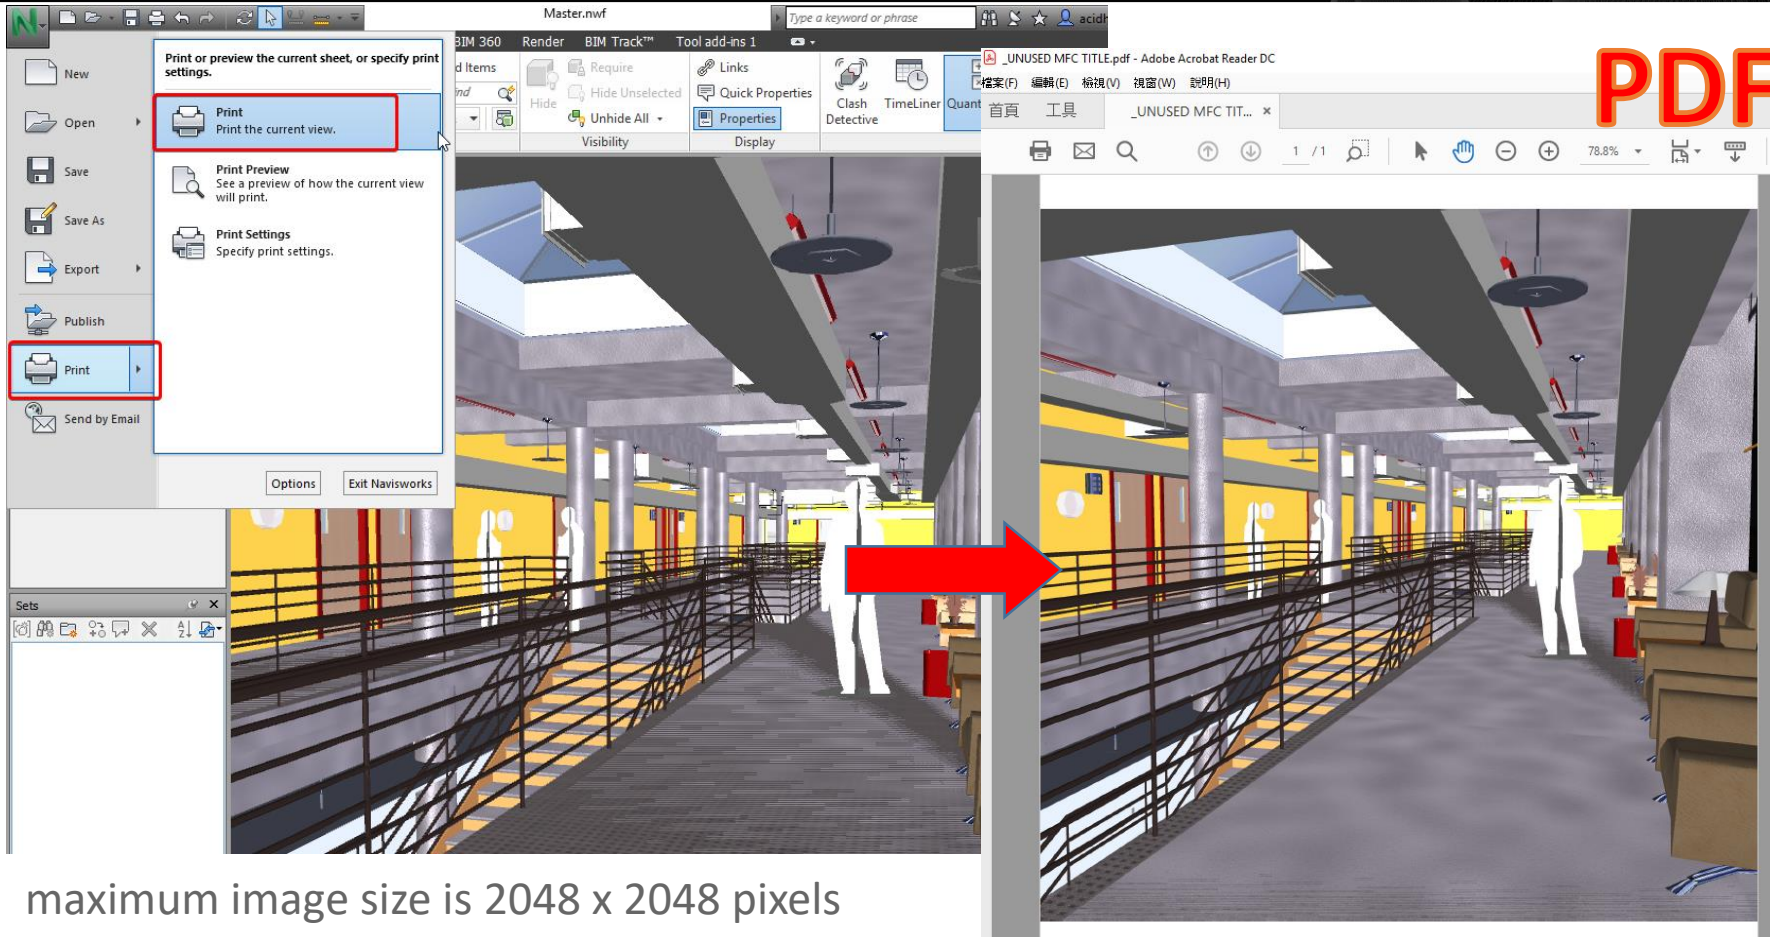 Master.nwf
Type a keyword or phrase
BIM 360
Render
BIM Track™
Tool add-ins 1
New
Open
Save
Save As
Export
Publish
Print
Send by Email
Print or preview the current sheet, or specify print
settings.
Print
Print the current view.
Print Preview
See a preview of how the current view
will print.
Print Settings
Specify print settings.
Options
Exit Navisworks
Items
Hide
Require
Hide Unselected
Unhide All
Visibility
Links
Quick Properties
Properties
Display
Clash
Detective
TimeLiner
Sets
_UNUSED MFC TITLE.pdf - Adobe Acrobat Reader DC
檔案(F) 編輯(E) 檢視(V) 視窗(W) 說明(H)
首頁 工具 _UNUSED MFC TIT... ×
1 / 1
78.8%
PDF
maximum image size is 2048 x 2048 pixels